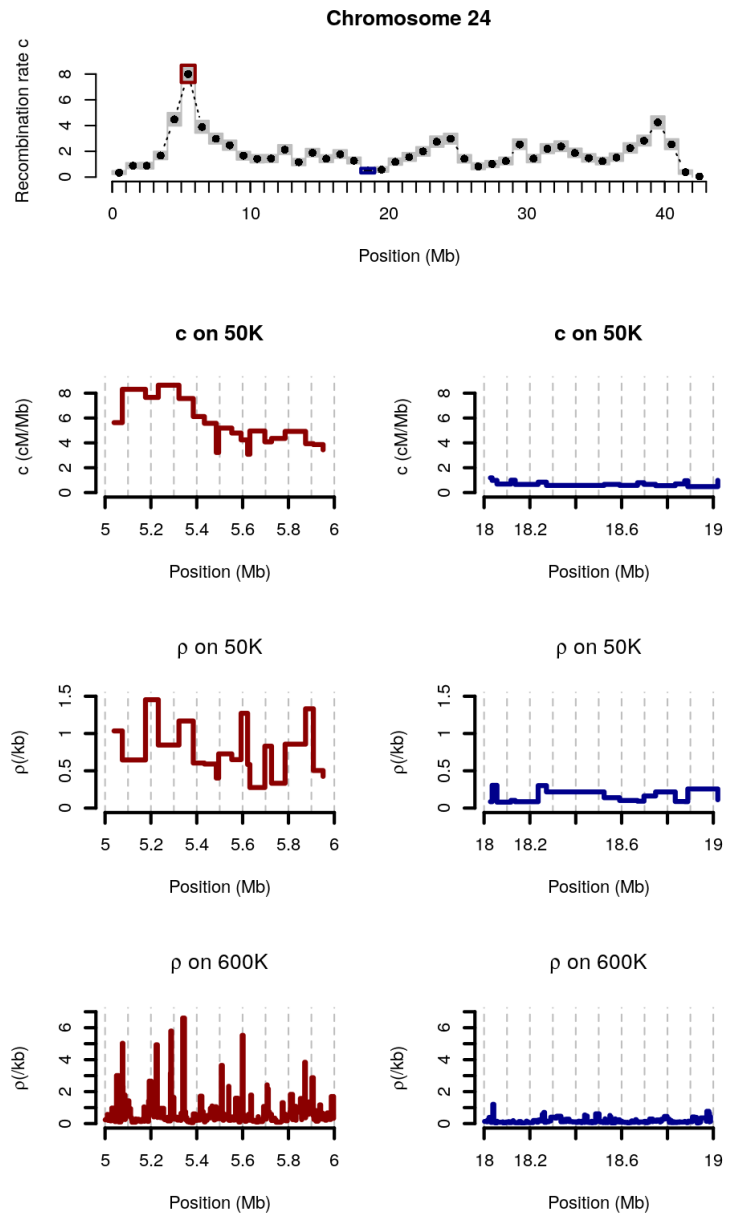 Chromosome 24
Recombination rate c
0 2 4 6 8
0 10 20 30 40
Position (Mb)
c on 50K
c (cM/Mb)
0 2 4 6 8
5 5.2 5.4 5.6 5.8 6
Position (Mb)
c on 50K
c (cM/Mb)
0 2 4 6 8
18 18.2 18.6 19
Position (Mb)
ρ on 50K
ρ(/kb)
0 0.5 1 1.5
5 5.2 5.4 5.6 5.8 6
Position (Mb)
ρ on 50K
ρ(/kb)
0 0.5 1 1.5
18 18.2 18.6 19
Position (Mb)
ρ on 600K
ρ(/kb)
0 2 4 6
5 5.2 5.4 5.6 5.8 6
Position (Mb)
ρ on 600K
ρ(/kb)
0 2 4 6
18 18.2 18.6 19
Position (Mb)